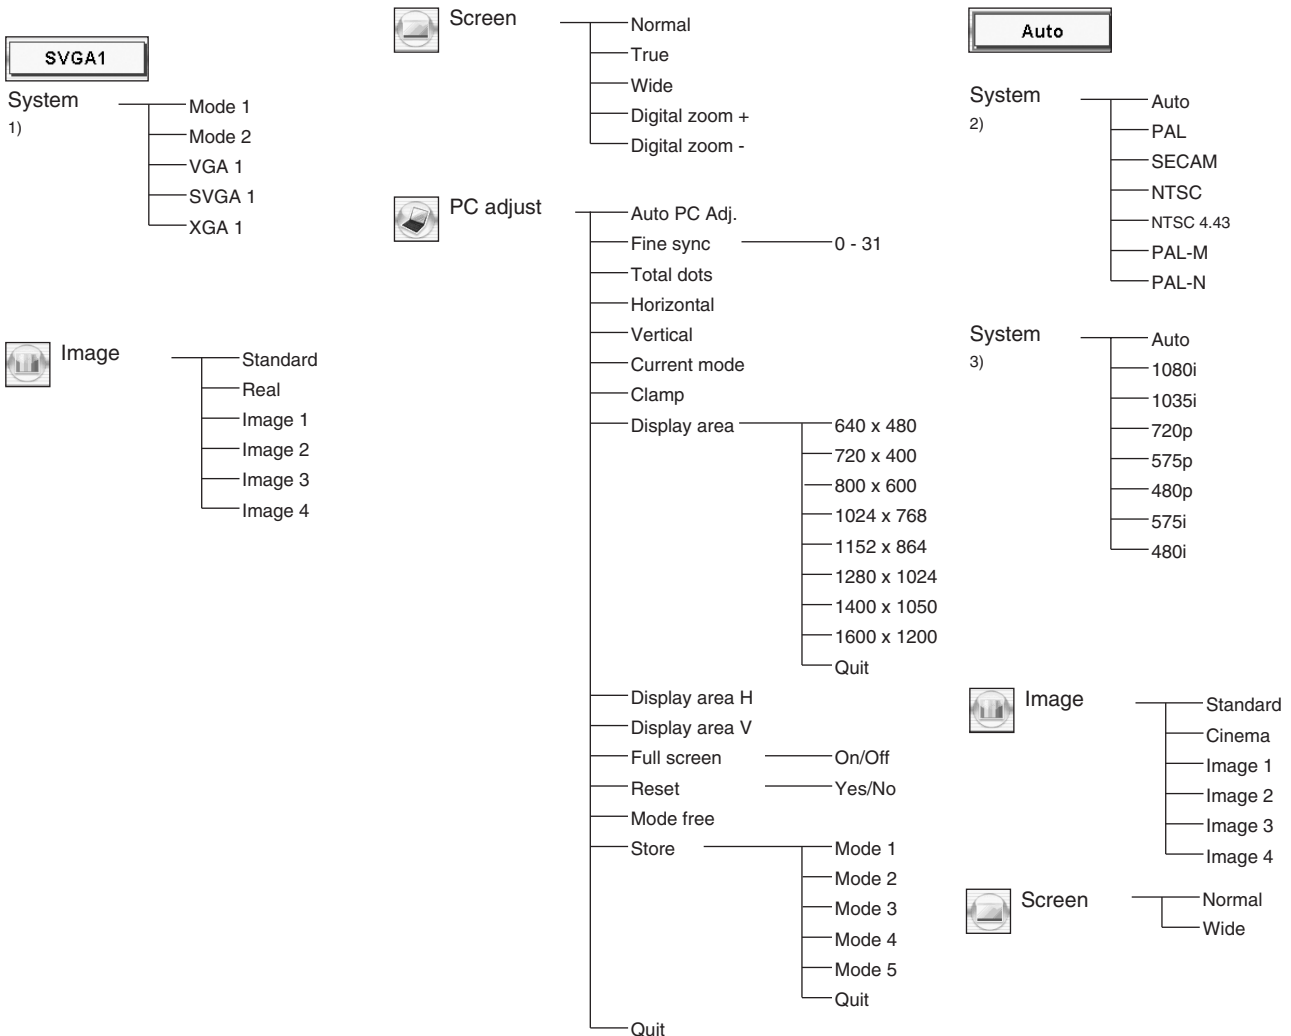 SVGA1
System
1)
Mode 1
Mode 2
VGA 1
SVGA 1
XGA 1
Image
Standard
Real
Image 1
Image 2
Image 3
Image 4
Screen
Normal
True
Wide
Digital zoom +
Digital zoom -
PC adjust
Auto PC Adj.
Fine sync
0 - 31
Total dots
Horizontal
Vertical
Current mode
Clamp
Display area
640 x 480
720 x 400
800 x 600
1024 x 768
1152 x 864
1280 x 1024
1400 x 1050
1600 x 1200
Quit
Display area H
Display area V
Full screen
On/Off
Reset
Yes/No
Mode free
Store
Mode 1
Mode 2
Mode 3
Mode 4
Mode 5
Quit
Quit
Auto
System
2)
Auto
PAL
SECAM
NTSC
NTSC 4.43
PAL-M
PAL-N
System
3)
Auto
1080i
1035i
720p
575p
480p
575i
480i
Image
Standard
Cinema
Image 1
Image 2
Image 3
Image 4
Screen
Normal
Wide